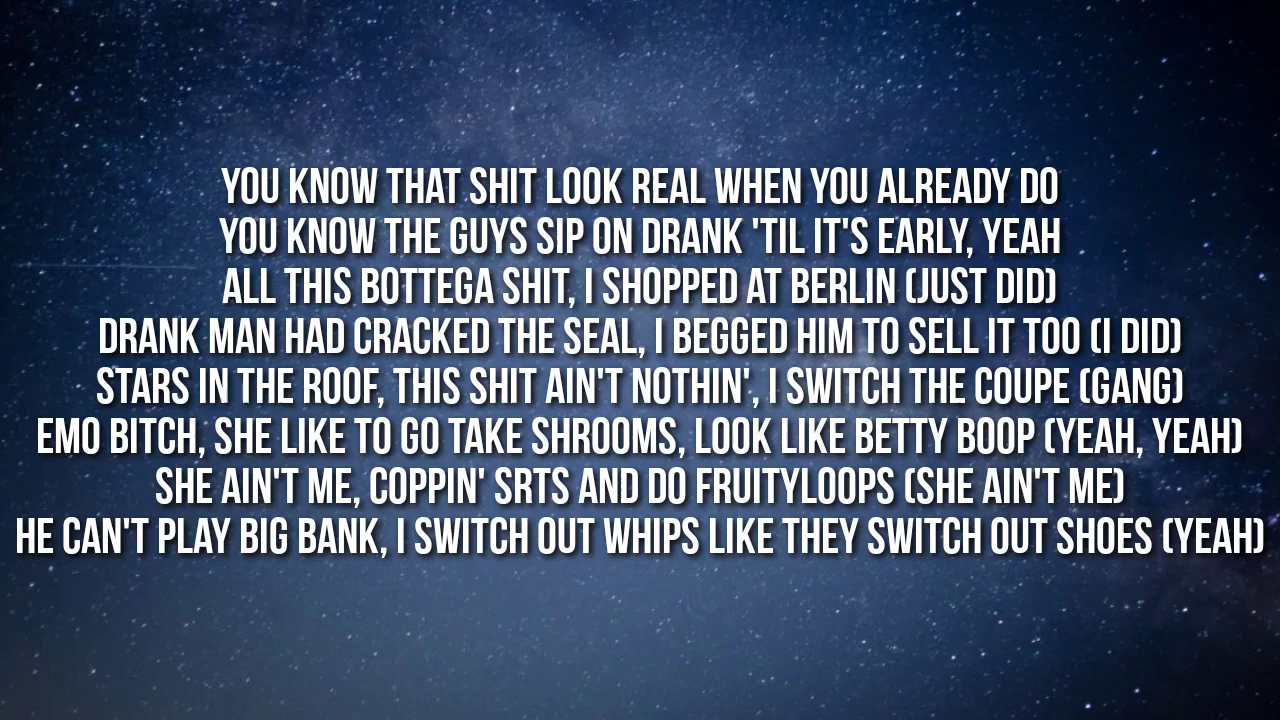 YOU KNOW THAT SHIT LOOK REAL WHEN YOU ALREADY DO
YOU KNOW THE GUYS SIP ON DRANK 'TIL IT'S EARLY, YEAH
ALL THIS BOTTEGA SHIT, I SHOPPED AT BERLIN (JUST DID)
DRANK MAN HAD CRACKED THE SEAL, I BEGGED HIM TO SELL IT TOO (I DID)
STARS IN THE ROOF, THIS SHIT AIN'T NOTHIN', I SWITCH THE COUPE (GANG)
EMO BITCH, SHE LIKE TO GO TAKE SHROOMS, LOOK LIKE BETTY BOOP (YEAH, YEAH)
SHE AIN'T ME, COPPIN' SRTS AND DO FRUITYLOOPS (SHE AIN'T ME)
HE CAN'T PLAY BIG BANK, I SWITCH OUT WHIPS LIKE THEY SWITCH OUT SHOES (YEAH)